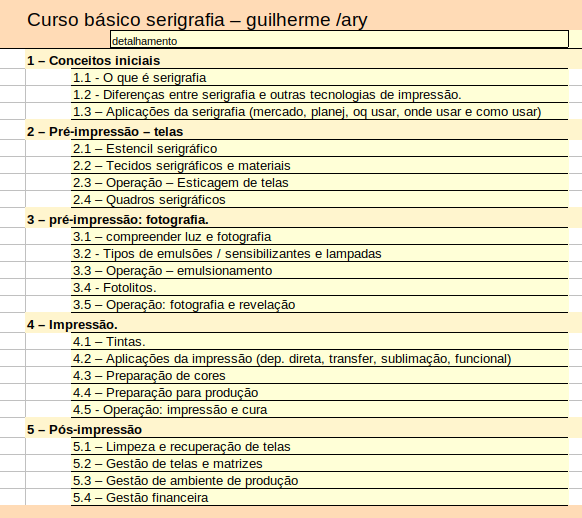 Curso básico serigrafia – guilherme /ary
detalhamento
1 – Conceitos iniciais
1.1 - O que é serigrafia
1.2 - Diferenças entre serigrafia e outras tecnologias de impressão.
1.3 – Aplicações da serigrafia (mercado, planej, oq usar, onde usar e como usar)
2 – Pré-impressão – telas
2.1 – Estencil serigráfico
2.2 – Tecidos serigráficos e materiais
2.3 – Operação – Esticagem de telas
2.4 – Quadros serigráficos
3 – pré-impressão: fotografia.
3.1 – compreender luz e fotografia
3.2 - Tipos de emulsões / sensibilizantes e lampadas
3.3 – Operação – emulsionamento
3.4 - Fotolitos.
3.5 – Operação: fotografia e revelação
4 – Impressão.
4.1 – Tintas.
4.2 – Aplicações da impressão (dep. direta, transfer, sublimação, funcional)
4.3 – Preparação de cores
4.4 – Preparação para produção
4.5 - Operação: impressão e cura
5 – Pós-impressão
5.1 – Limpeza e recuperação de telas
5.2 – Gestão de telas e matrizes
5.3 – Gestão de ambiente de produção
5.4 – Gestão financeira